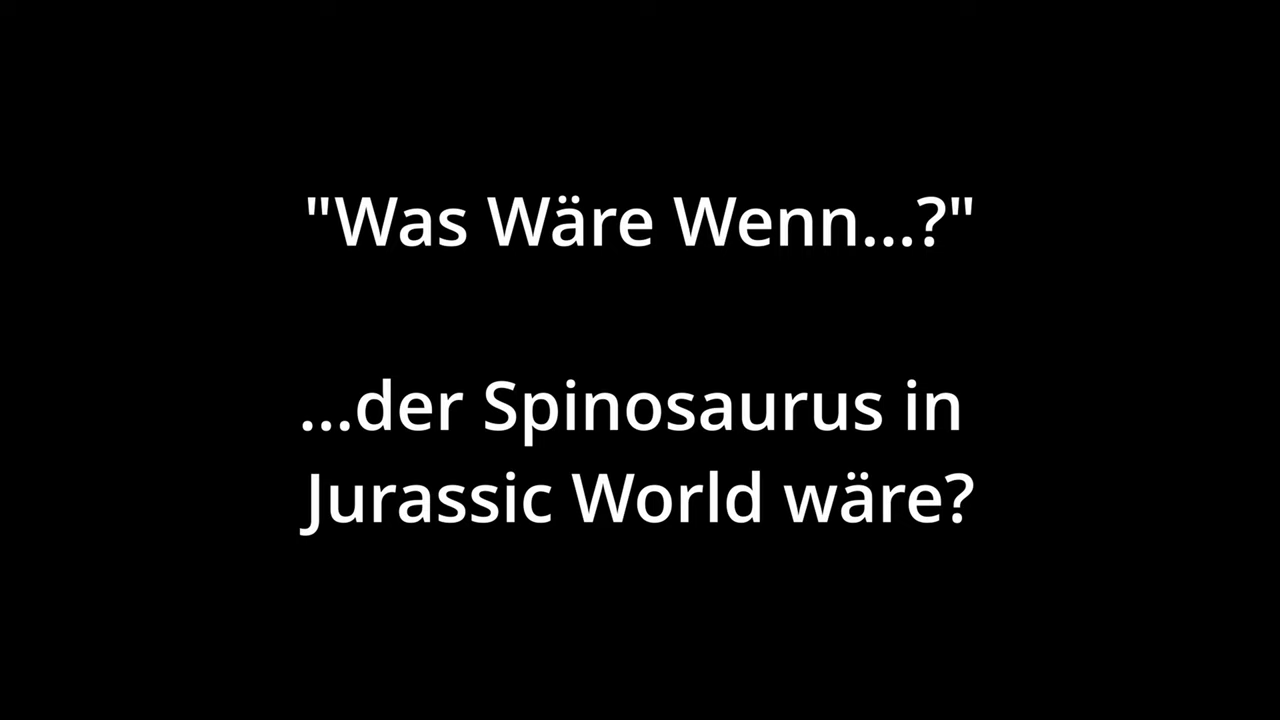 "Was Wäre Wenn...?"
...der Spinosaurus in
Jurassic World wäre?